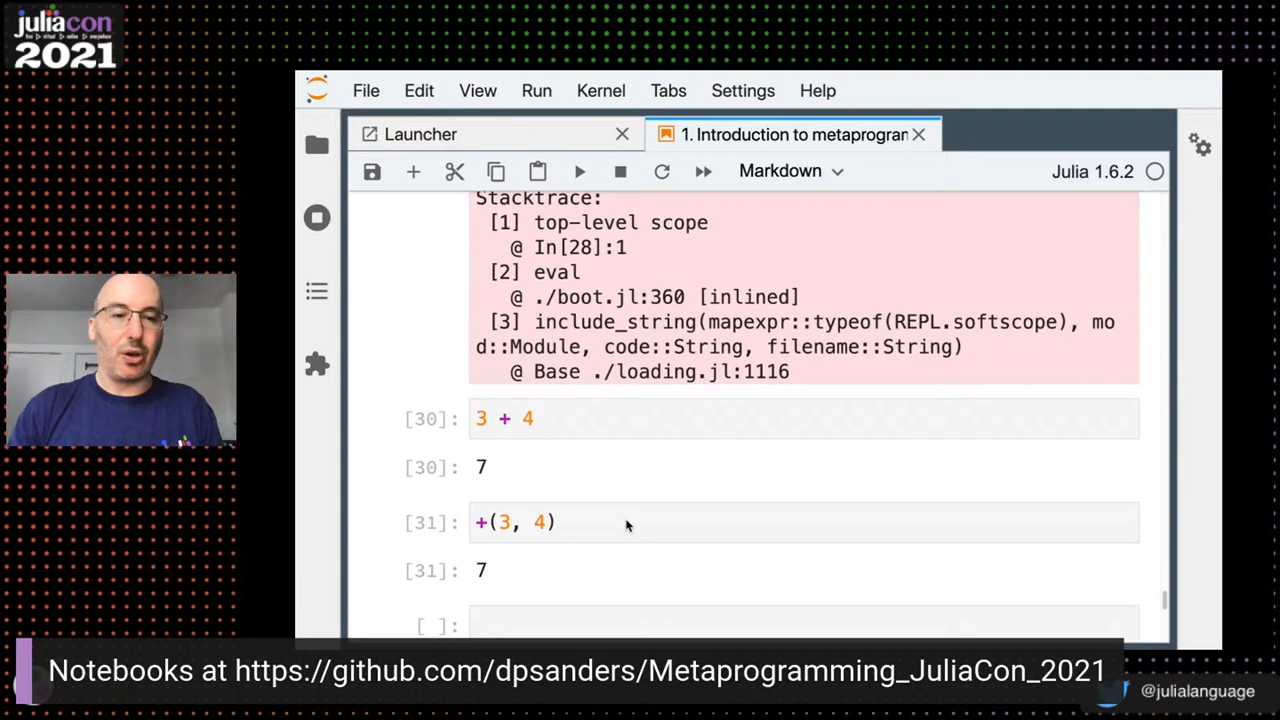 juliacon
2021
File Edit View Run Kernel Tabs Settings Help
Launcher
1. Introduction to metaprogran
Markdown
Julia 1.6.2
Stacktrace:
[1] top-level scope
@ In[28]:1
[2] eval
@ ./boot.jl:360 [inlined]
[3] include_string(mapexpr::typeof(REPL.softscope), mo
d::Module, code::String, filename::String)
@ Base ./loading.jl:1116
[30]: 3 + 4
[30]: 7
[31]: +(3, 4)
[31]: 7
[ ]:
Notebooks at https://github.com/dpsanders/Metaprogramming_JuliaCon_2021
@julialanguage